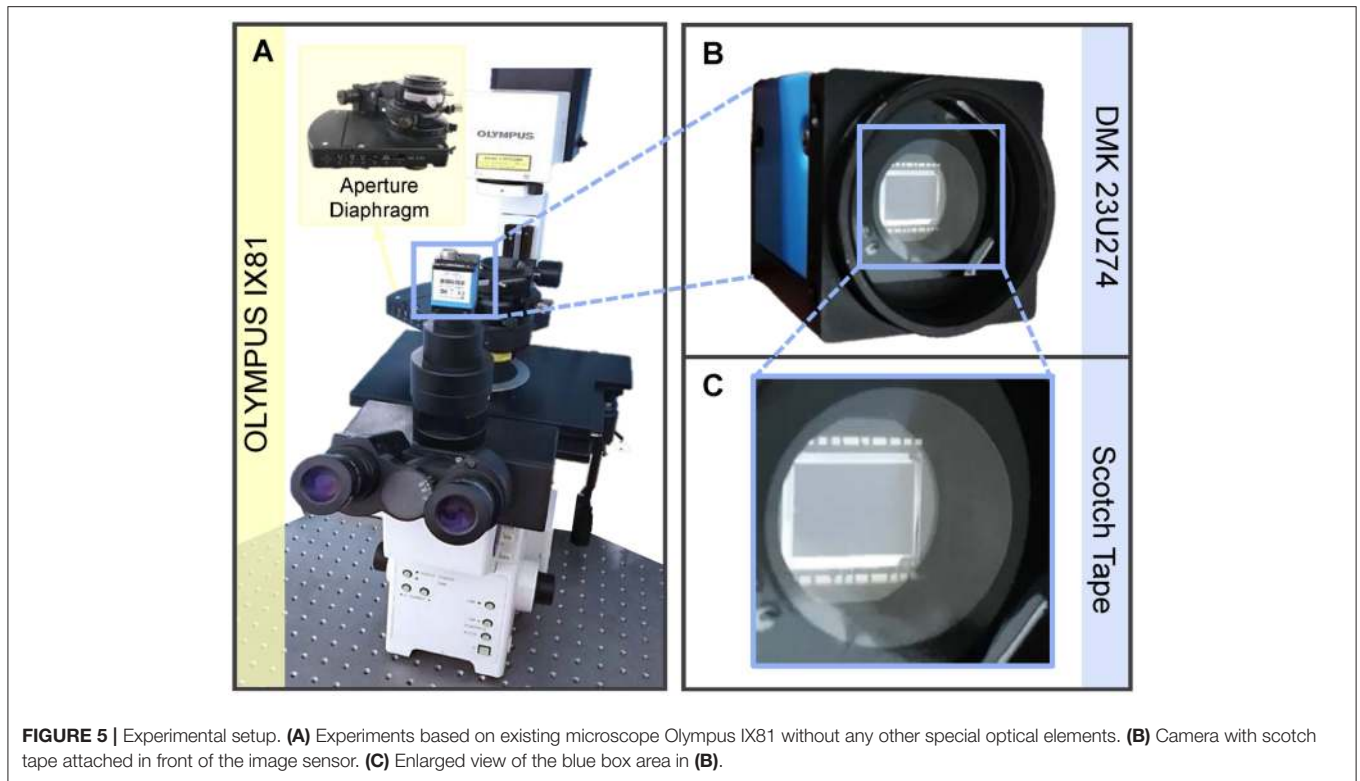 A
OLYMPUS IX81
Aperture
Diaphragm
OLYMPUS
B
DMK 23U274
C
Scotch Tape
FIGURE 5 | Experimental setup. (A) Experiments based on existing microscope Olympus IX81 without any other special optical elements. (B) Camera with scotch
tape attached in front of the image sensor. (C) Enlarged view of the blue box area in (B).